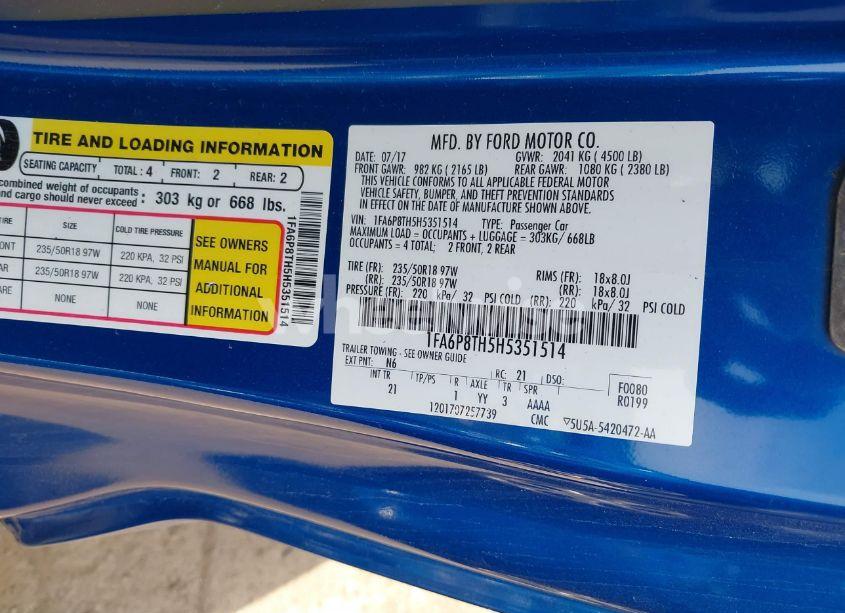 TIRE AND LOADING INFORMATION
SEATING CAPACITY TOTAL : 4 FRONT: 2 REAR: 2
combined weight of occupants
and cargo should never exceed : 303 kg or 668 lbs.
TIRE SIZE COLD TIRE PRESSURE
235/50R18 97W 220 KPA, 32 PSI
235/50R18 97W 220 KPA, 32 PSI
NONE NONE
SEE OWNERS
MANUAL FOR
ADDITIONAL
INFORMATION
1FA6P8TH5H5351514
MFD. BY FORD MOTOR CO.
DATE: 07/17 GVWR: 2041 KG ( 4500 LB)
FRONT GAWR: 982 KG ( 2165 LB) REAR GAWR: 1080 KG ( 2380 LB)
THIS VEHICLE CONFORMS TO ALL APPLICABLE FEDERAL MOTOR
VEHICLE SAFETY, BUMPER, AND THEFT PREVENTION STANDARDS
IN EFFECT ON THE DATE OF MANUFACTURE SHOWN ABOVE.
VIN: 1FA6P8TH5H5351514 TYPE: Passenger Car
MAXIMUM LOAD = OCCUPANTS + LUGGAGE = 303KG/668LB
OCCUPANTS = 4 TOTAL; 2 FRONT, 2 REAR
TIRE (FR): 235/50R18 97W RIMS (FR): 18x8.0J
(RR): 235/50R18 97W (RR): 18x8.0J
PRESSURE (FR): 220 kPa/ 32 PSI COLD (RR): 220 kPa/ 32 PSI COLD
1FA6P8TH5H5351514
TRAILER TOWING - SEE OWNER GUIDE
EXT PNT: N6 RC: 21 DSO: F0080
R0199
INT TR TP/PS R AXLE TR SPR
21 1 YY 3 AAAA
1201707257739 CMC ▽5U5A-5420472-AA